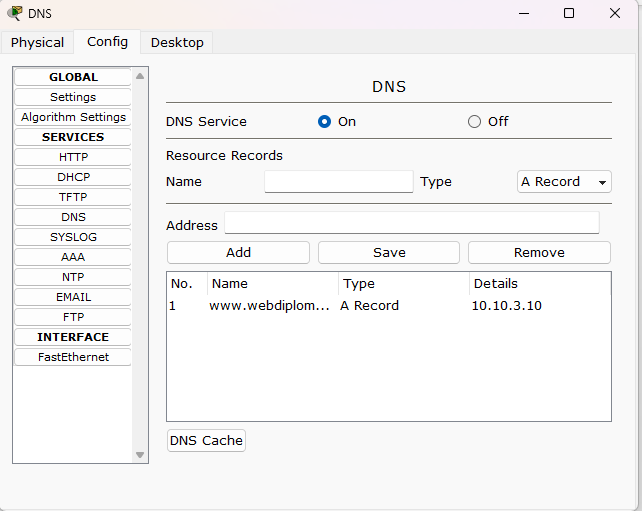 DNS
Physical Config Desktop
GLOBAL
Settings
Algorithm Settings
SERVICES
HTTP
DHCP
TFTP
DNS
SYSLOG
AAA
NTP
EMAIL
FTP
INTERFACE
FastEthernet
DNS
DNS Service On Off
Resource Records
Name Type A Record
Address
Add Save Remove
No. Name Type Details
1 www.webdiplom... A Record 10.10.3.10
DNS Cache